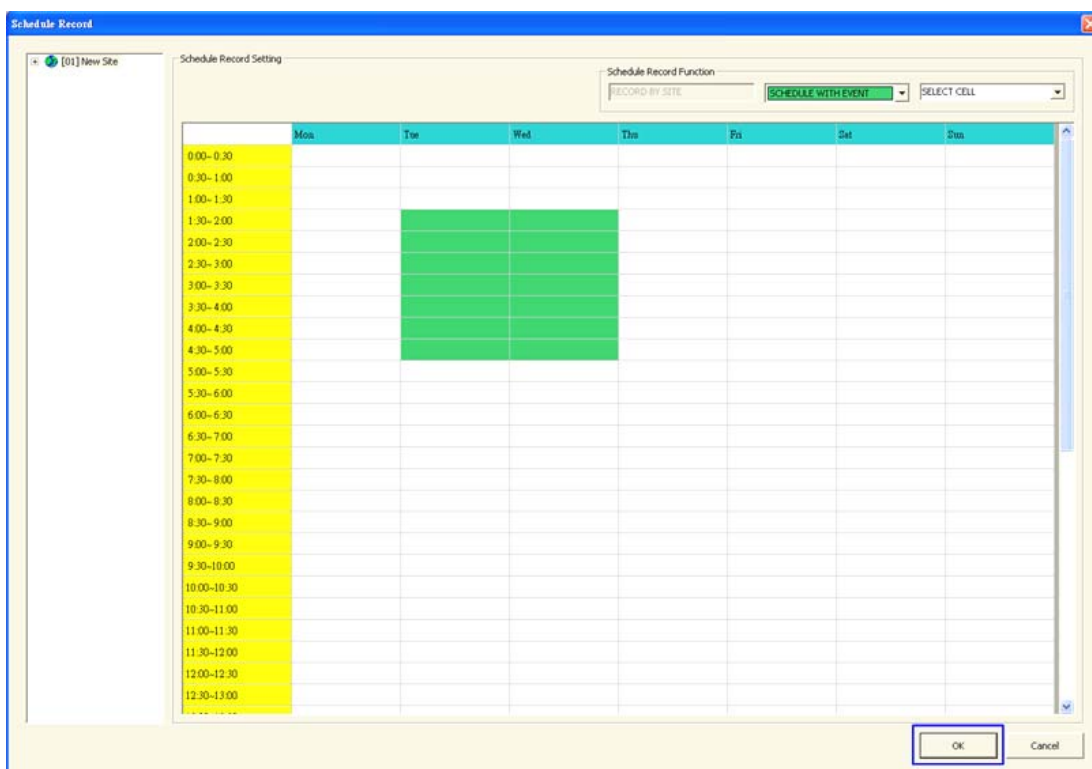 Schedule Record
[01] New Site
Schedule Record Setting
Schedule Record Function
RECORD BY SITE
SCHEDULE WITH EVENT
SELECT CELL
Mon Tue Wed Thu Fri Sat Sun
0:00~ 0:30
0:30~ 1:00
1:00~ 1:30
1:30~ 2:00
2:00~ 2:30
2:30~ 3:00
3:00~ 3:30
3:30~ 4:00
4:00~ 4:30
4:30~ 5:00
5:00~ 5:30
5:30~ 6:00
6:00~ 6:30
6:30~ 7:00
7:00~ 7:30
7:30~ 8:00
8:00~ 8:30
8:30~ 9:00
9:00~ 9:30
9:30~10:00
10:00~10:30
10:30~11:00
11:00~11:30
11:30~12:00
12:00~12:30
12:30~13:00
OK
Cancel